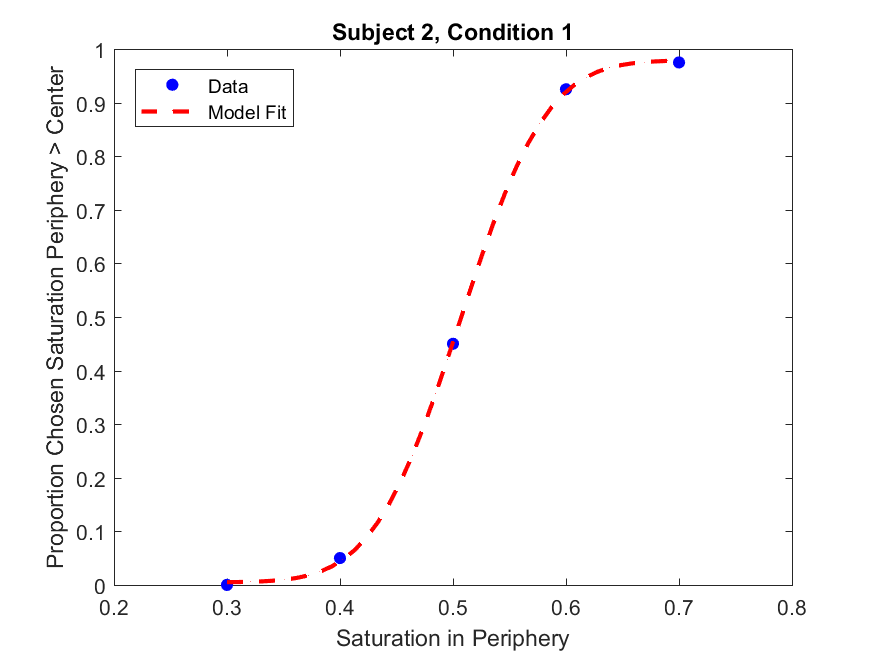 Subject 2, Condition 1
Data
Model Fit
Proportion Chosen Saturation Periphery > Center
1
0.9
0.8
0.7
0.6
0.5
0.4
0.3
0.2
0.1
0
0.2 0.3 0.4 0.5 0.6 0.7 0.8
Saturation in Periphery